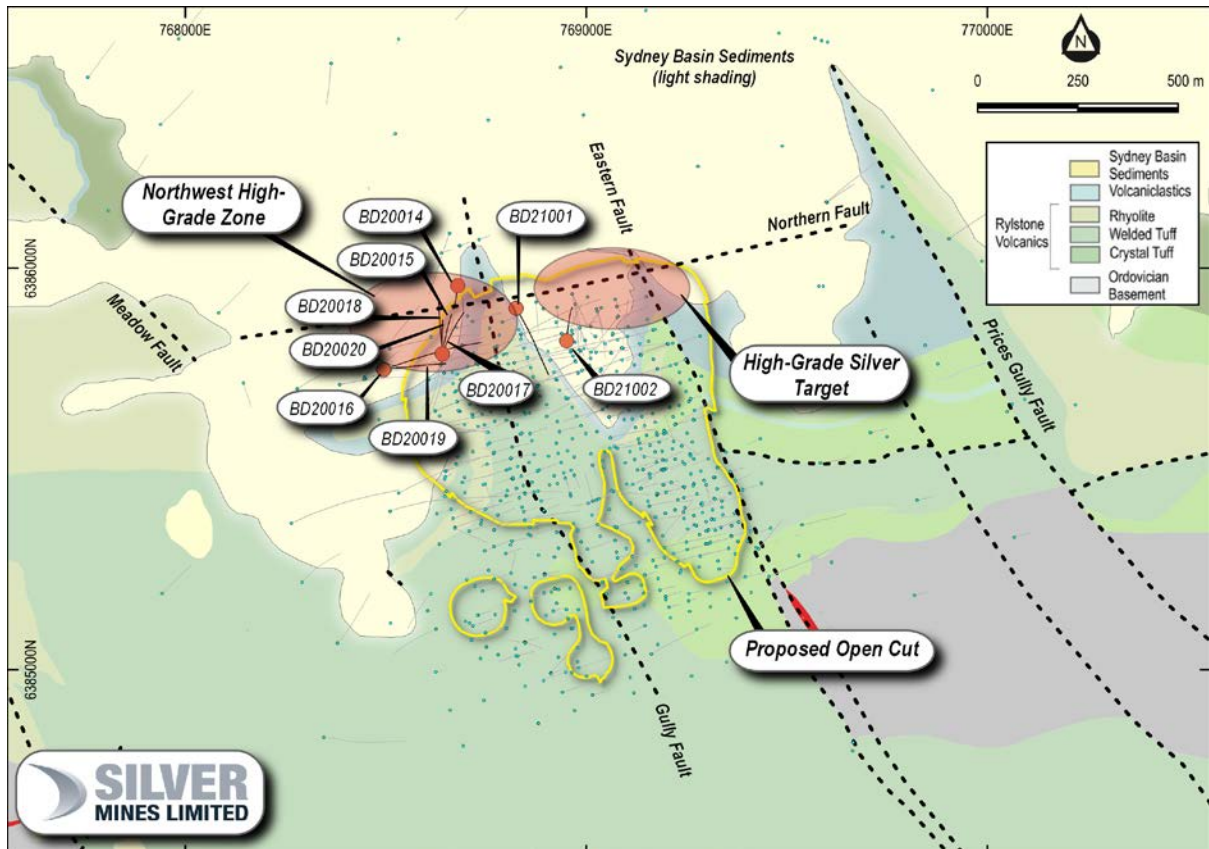 768000E
769000E
770000E
Sydney Basin Sediments
(light shading)
N
0 250 500 m
Sydney Basin
Sediments
Volcaniclastics
Rylstone
Volcanics
Rhyolite
Welded Tuff
Crystal Tuff
Ordovician
Basement
Northwest High-
Grade Zone
BD20014
BD21001
BD20015
BD20018
BD20020
BD20016
BD20019
BD20017
BD21002
Eastern Fault
Northern Fault
Meadow Fault
Prices Gully Fault
High-Grade Silver
Target
Proposed Open Cut
Gully Fault
6386000N
6385000N
SILVER
MINES LIMITED